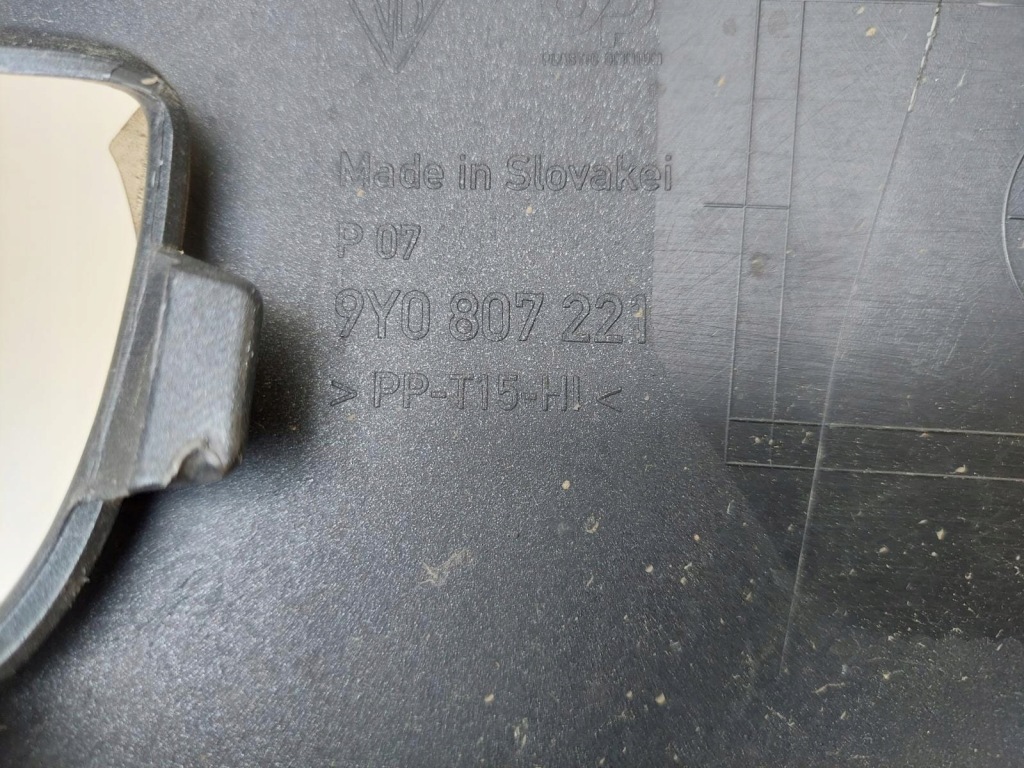 Made in Slovakei
P 07
9Y0 807 221
> PP-T15-HI <